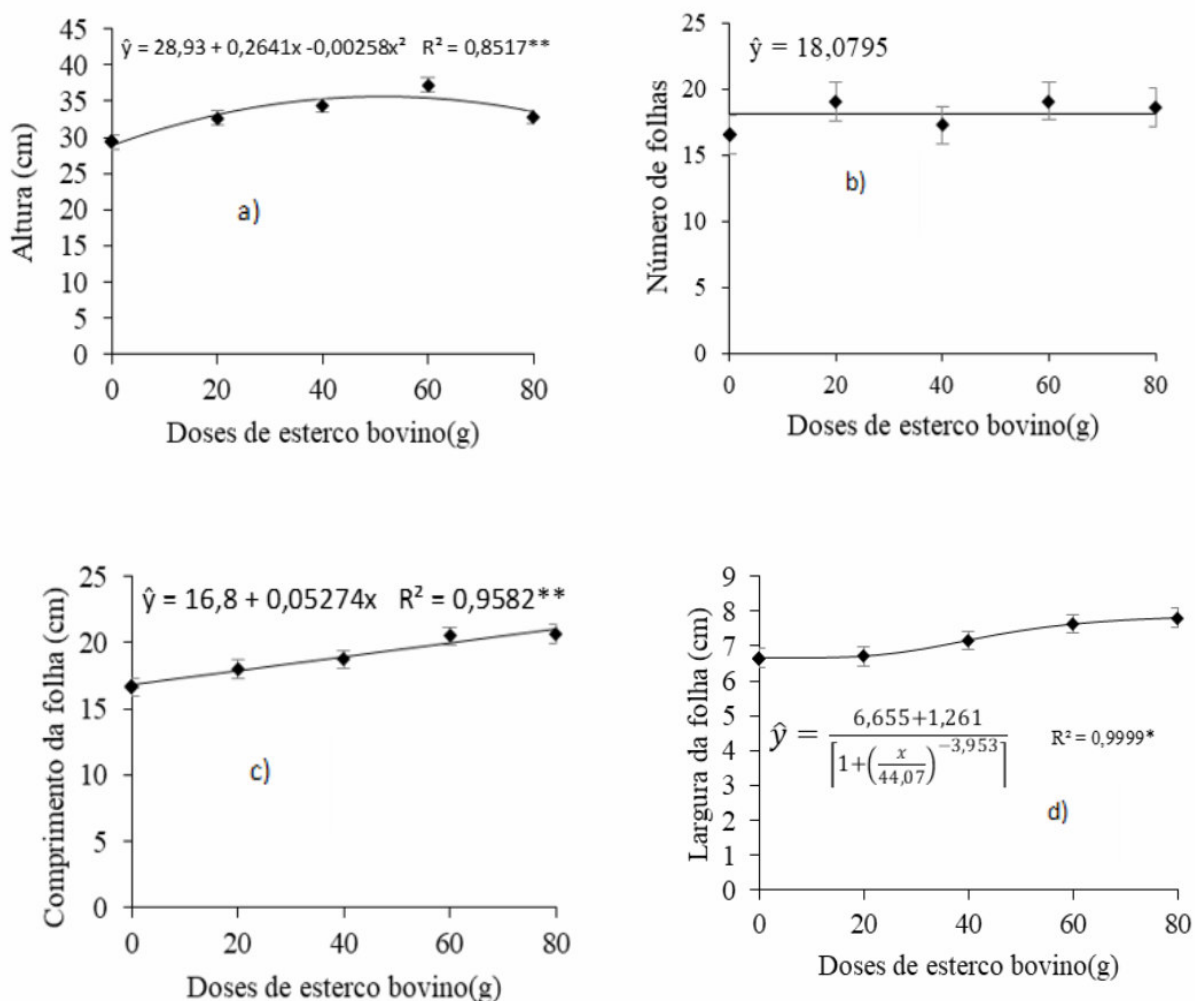 ŷ = 28,93 + 0,2641x -0,00258x² R² = 0,8517**
Altura (cm)
45
40
35
30
25
20
15
10
5
0
a)
0 20 40 60 80
Doses de esterco bovino(g)
ŷ = 18,0795
Número de folhas
25
20
15
10
5
0
b)
0 20 40 60 80
Doses de esterco bovino(g)
ŷ = 16,8 + 0,05274x R² = 0,9582**
Comprimento da folha (cm)
25
20
15
10
5
0
c)
0 20 40 60 80
Doses de esterco bovino(g)
Largura da folha (cm)
9
8
7
6
5
4
3
2
1
0
ŷ = 6,655+1,261 / ⌈1+(x/44,07)^−3,953⌉ R² = 0,9999*
d)
0 20 40 60 80
Doses de esterco bovino(g)